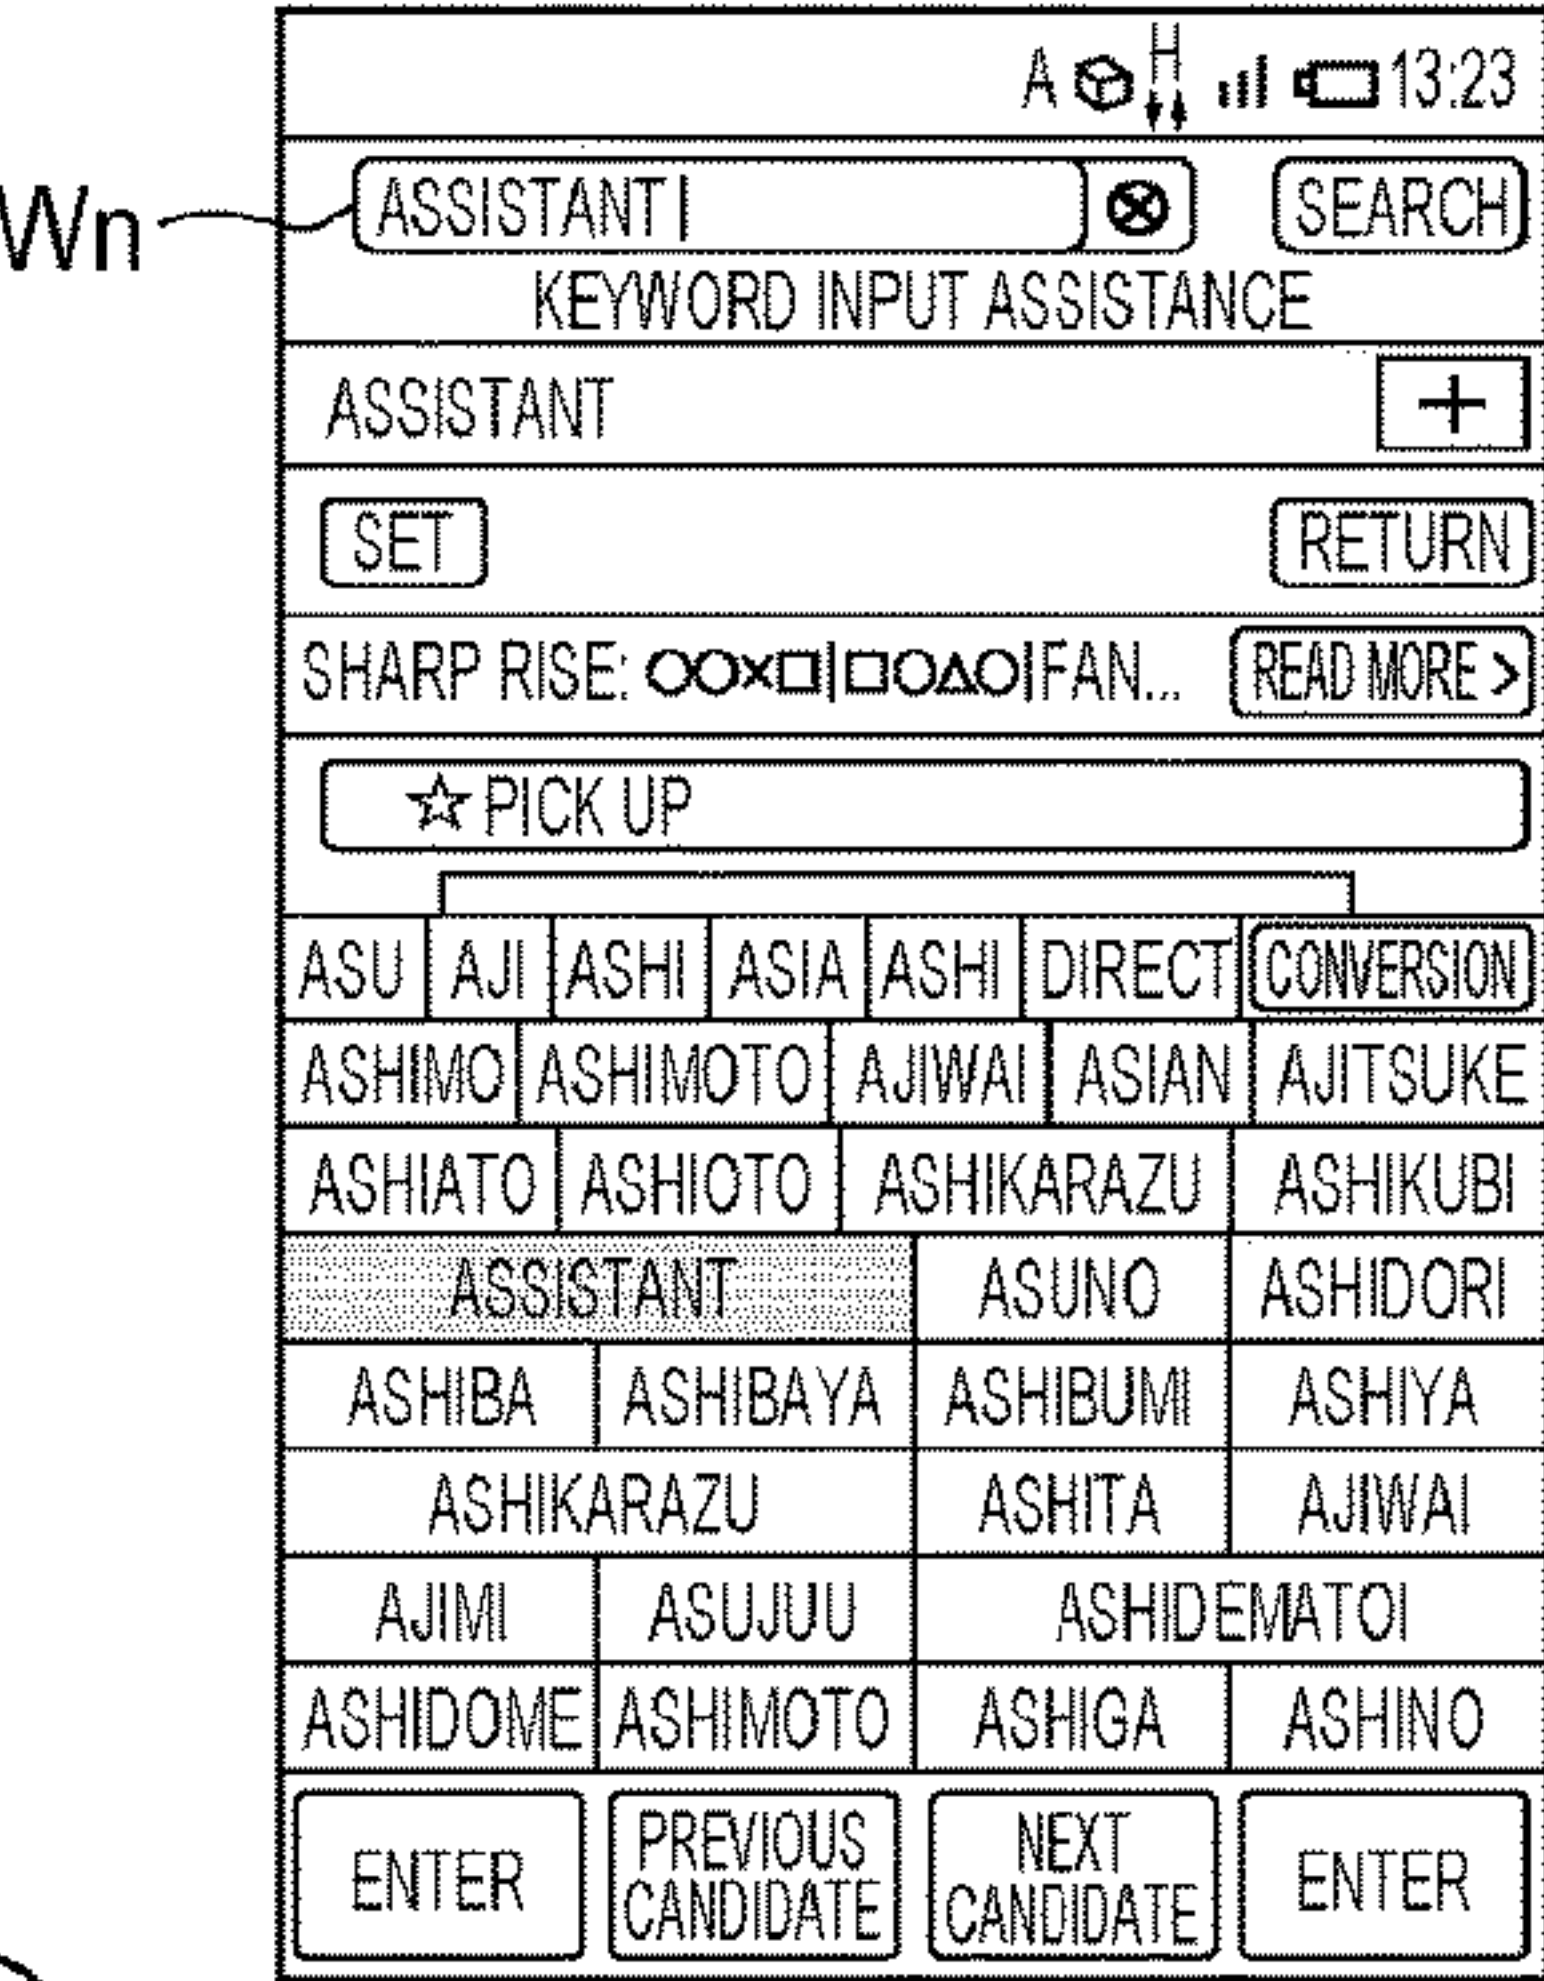 A H 13:23
Wn
ASSISTANT SEARCH
KEYWORD INPUT ASSISTANCE
ASSISTANT +
SET RETURN
SHARP RISE: ○○×□|□○△○|FAN... READ MORE >
☆PICK UP
ASU AJI ASHI ASIA ASHI DIRECT CONVERSION
ASHIMO ASHIMOTO AJIWAI ASIAN AJITSUKE
ASHIATO ASHIOTO ASHIKARAZU ASHIKUBI
ASSISTANT ASUNO ASHIDORI
ASHIBA ASHIBAYA ASHIBUMI ASHIYA
ASHIKARAZU ASHITA AJIWAI
AJIMI ASUJUU ASHIDEMATOI
ASHIDOME ASHIMOTO ASHIGA ASHINO
ENTER PREVIOUS CANDIDATE NEXT CANDIDATE ENTER